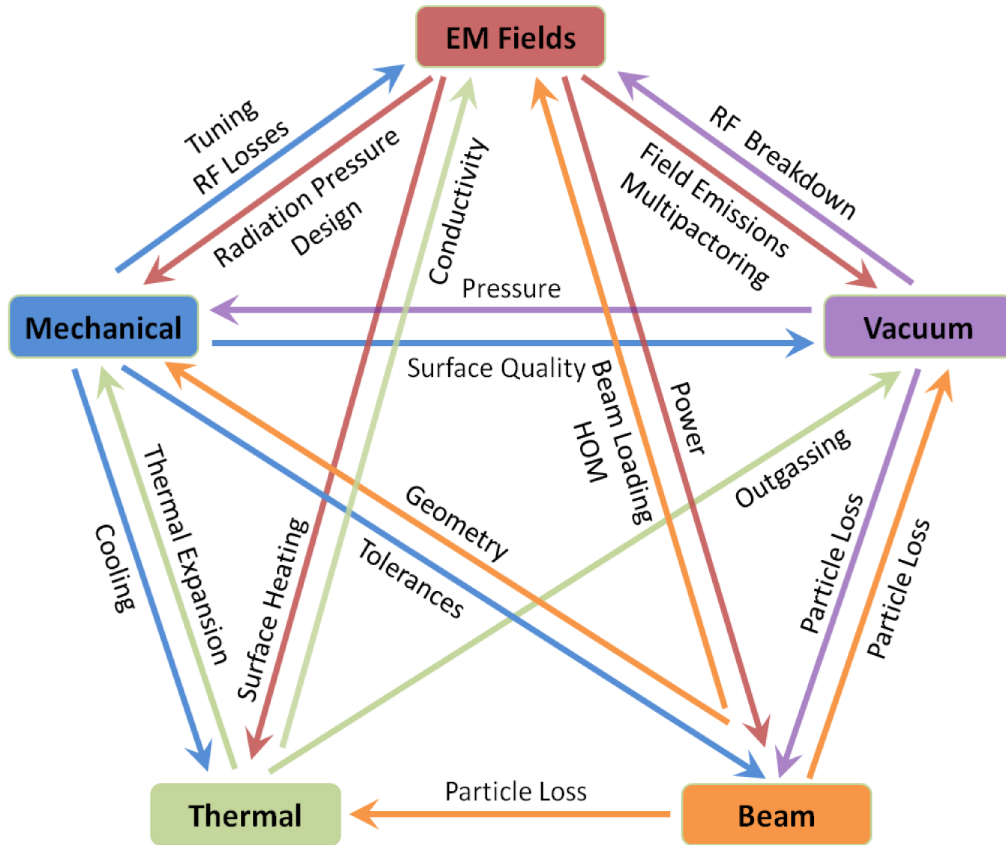 EM Fields
Tuning
RF Losses
Radiation Pressure
Design
Conductivity
RF Breakdown
Field Emissions
Multipactoring
Mechanical
Pressure
Vacuum
Surface Quality
Beam Loading
HOM
Power
Outgassing
Thermal Expansion
Cooling
Geometry
Tolerances
Surface Heating
Particle Loss
Particle Loss
Thermal
Particle Loss
Beam